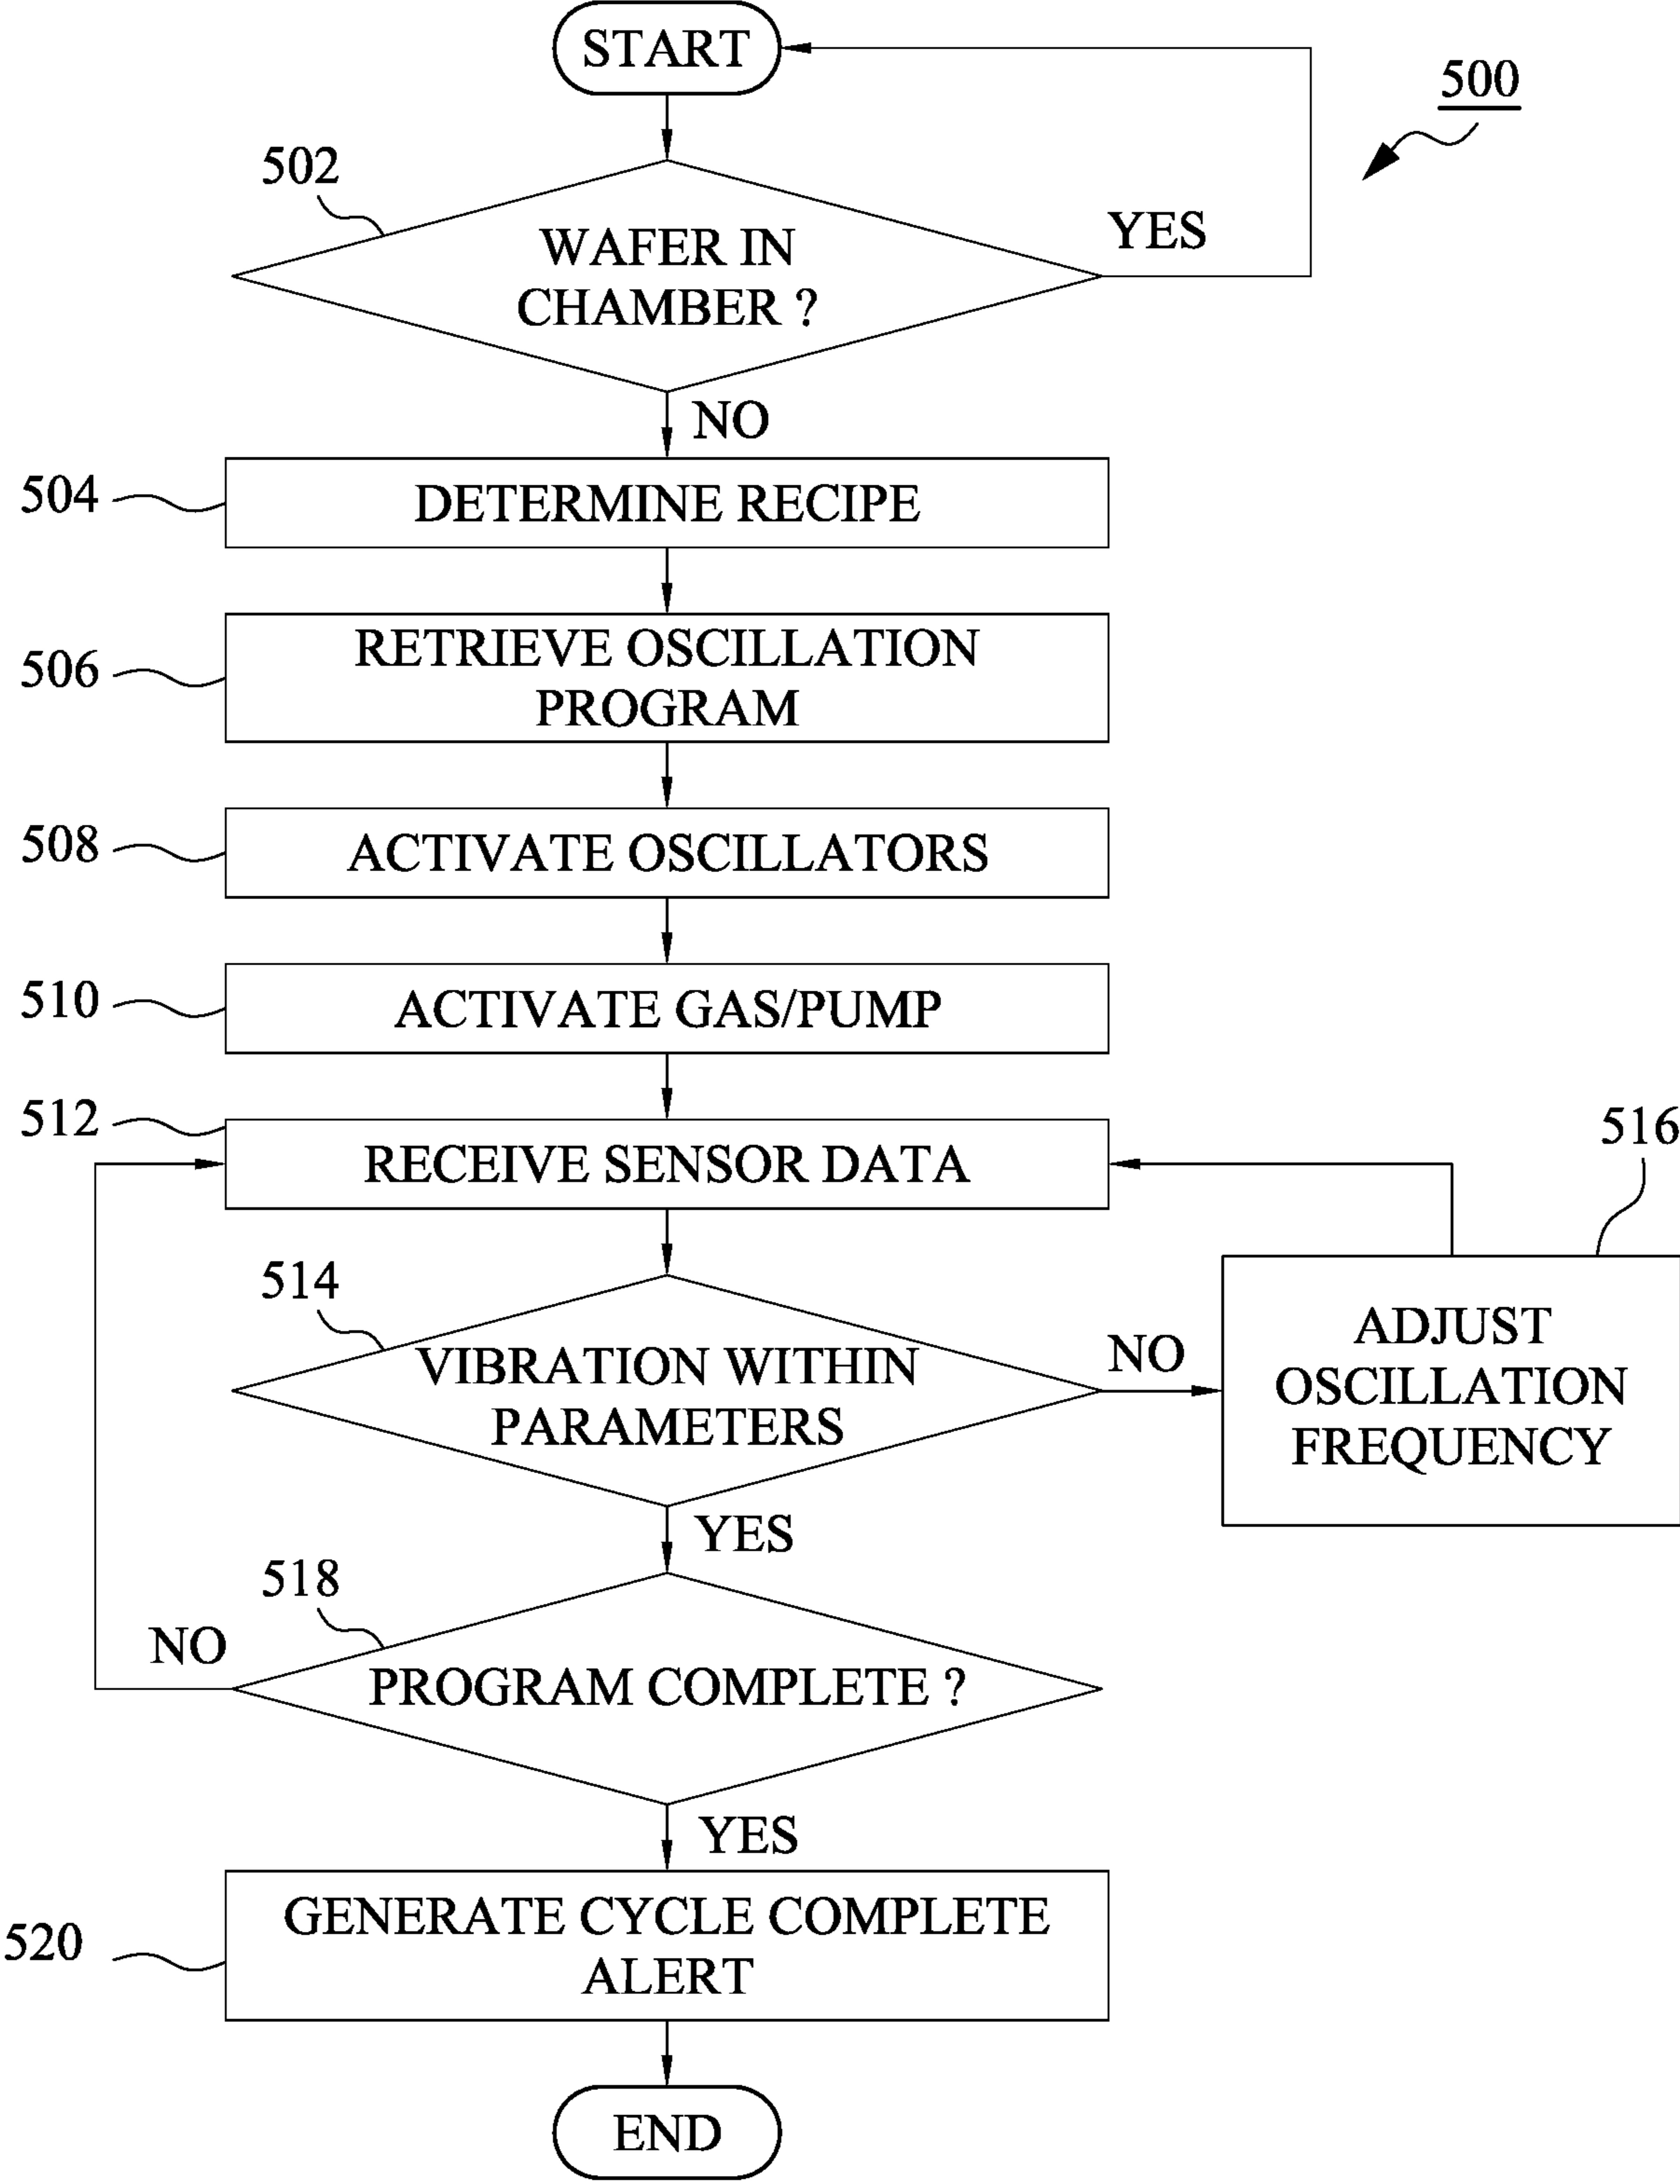 START
500
502
WAFER IN
CHAMBER ?
YES
NO
504
DETERMINE RECIPE
506
RETRIEVE OSCILLATION
PROGRAM
508
ACTIVATE OSCILLATORS
510
ACTIVATE GAS/PUMP
512
RECEIVE SENSOR DATA
516
514
VIBRATION WITHIN
PARAMETERS
NO
ADJUST
OSCILLATION
FREQUENCY
YES
518
NO
PROGRAM COMPLETE ?
YES
520
GENERATE CYCLE COMPLETE
ALERT
END